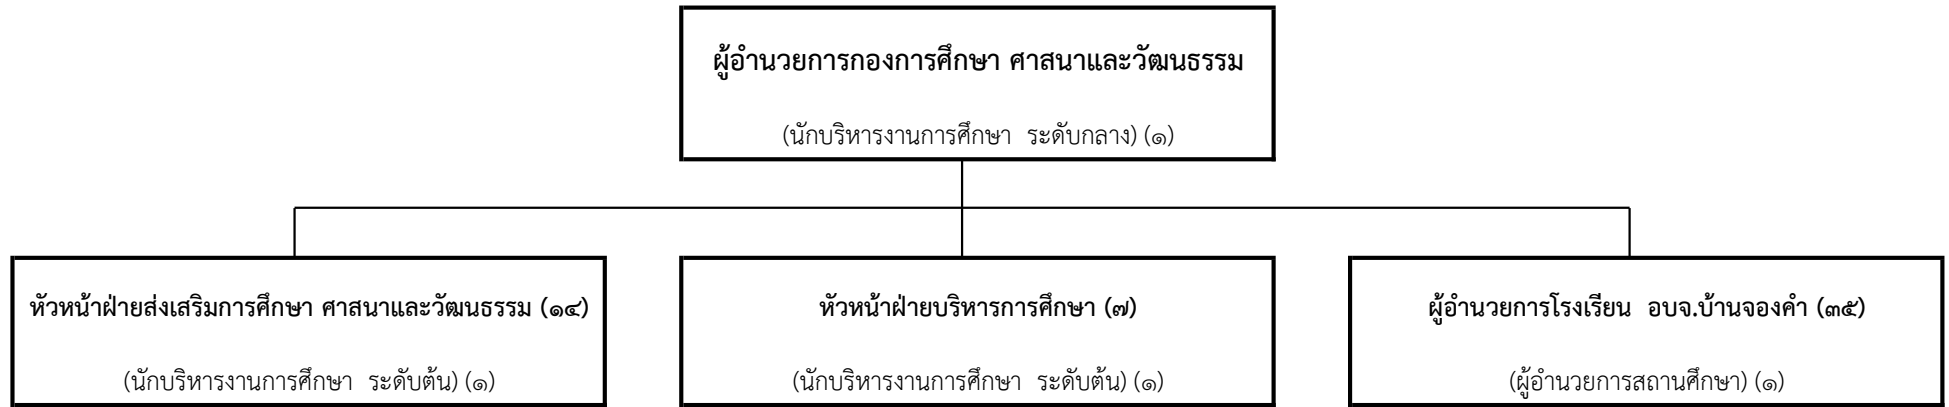 ผู้อำนวยการกองการศึกษา ศาสนาและวัฒนธรรม
(นักบริหารงานการศึกษา ระดับกลาง) (๑)
หัวหน้าฝ่ายส่งเสริมการศึกษา ศาสนาและวัฒนธรรม (๑๔)
(นักบริหารงานการศึกษา ระดับต้น) (๑)
หัวหน้าฝ่ายบริหารการศึกษา (๗)
(นักบริหารงานการศึกษา ระดับต้น) (๑)
ผู้อำนวยการโรงเรียน อบจ.บ้านจองคำ (๓๕)
(ผู้อำนวยการสถานศึกษา) (๑)